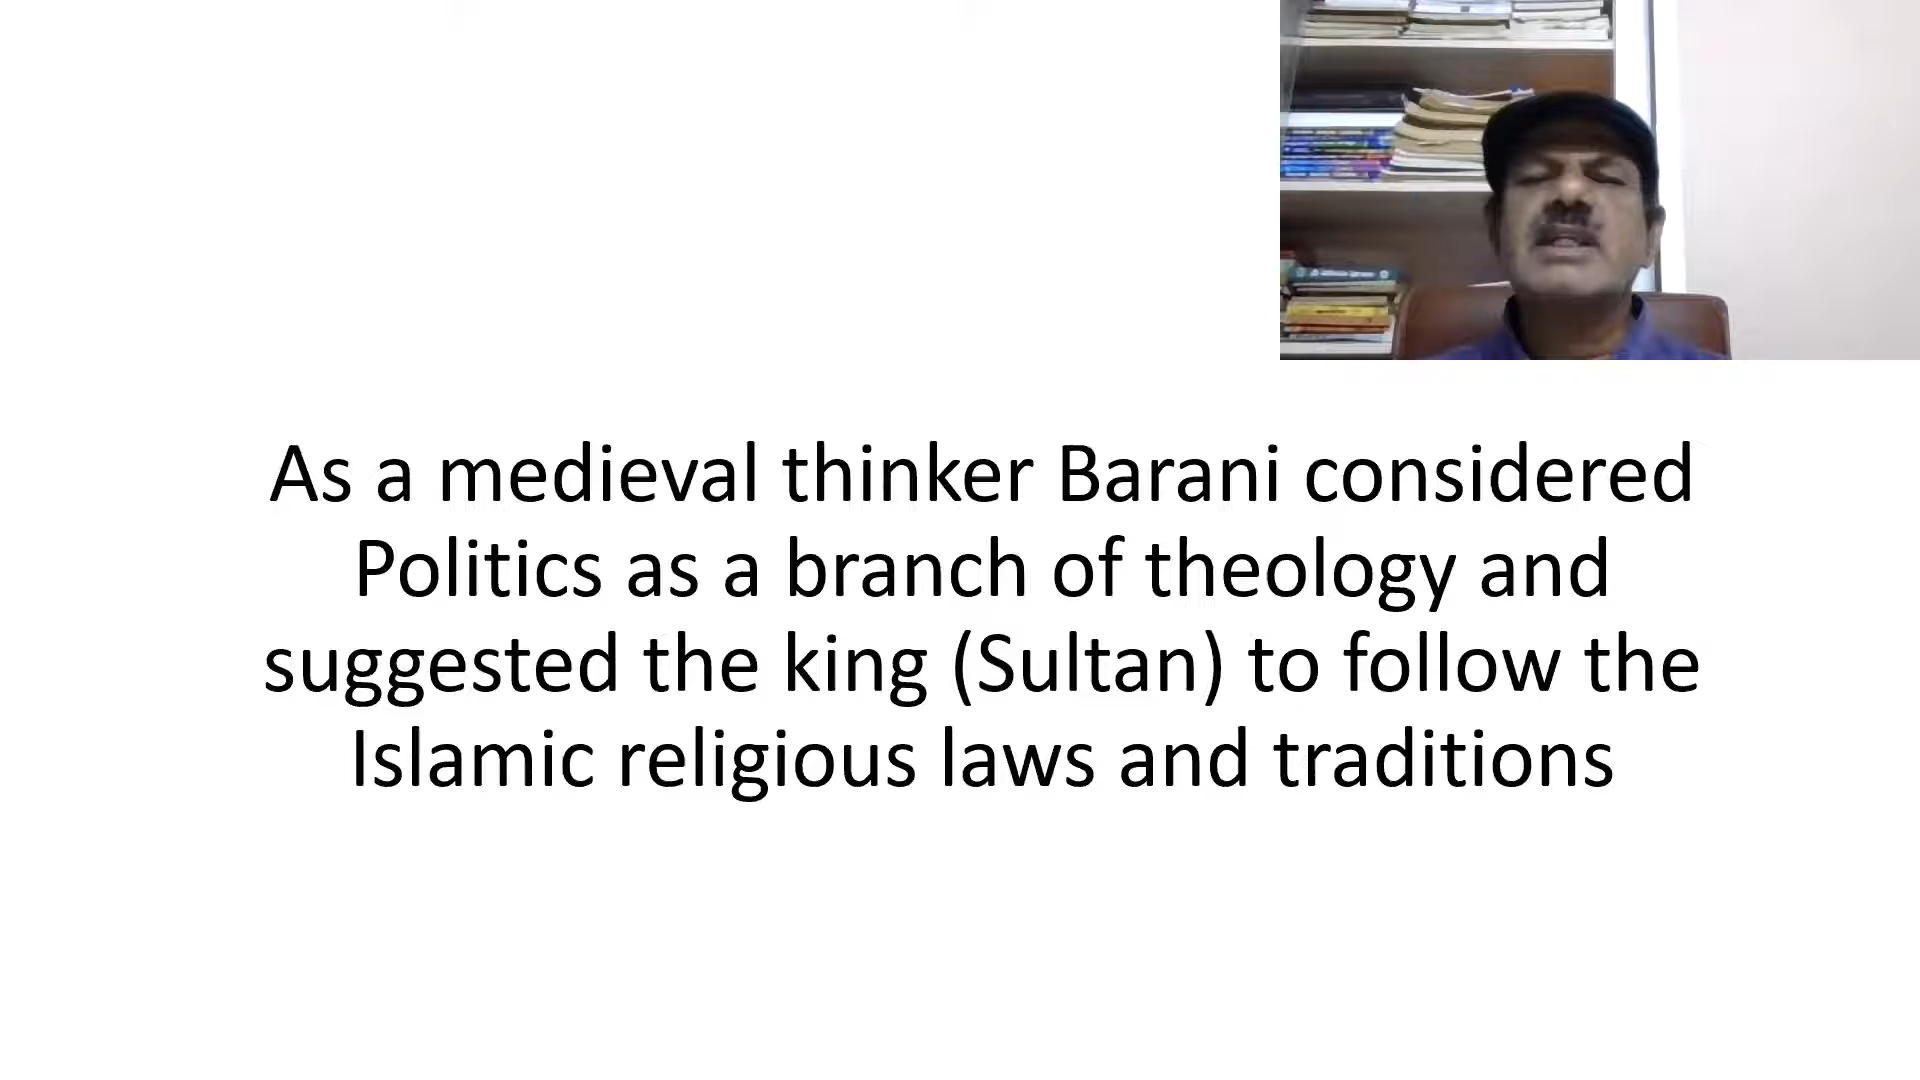 As a medieval thinker Barani considered
Politics as a branch of theology and
suggested the king (Sultan) to follow the
Islamic religious laws and traditions